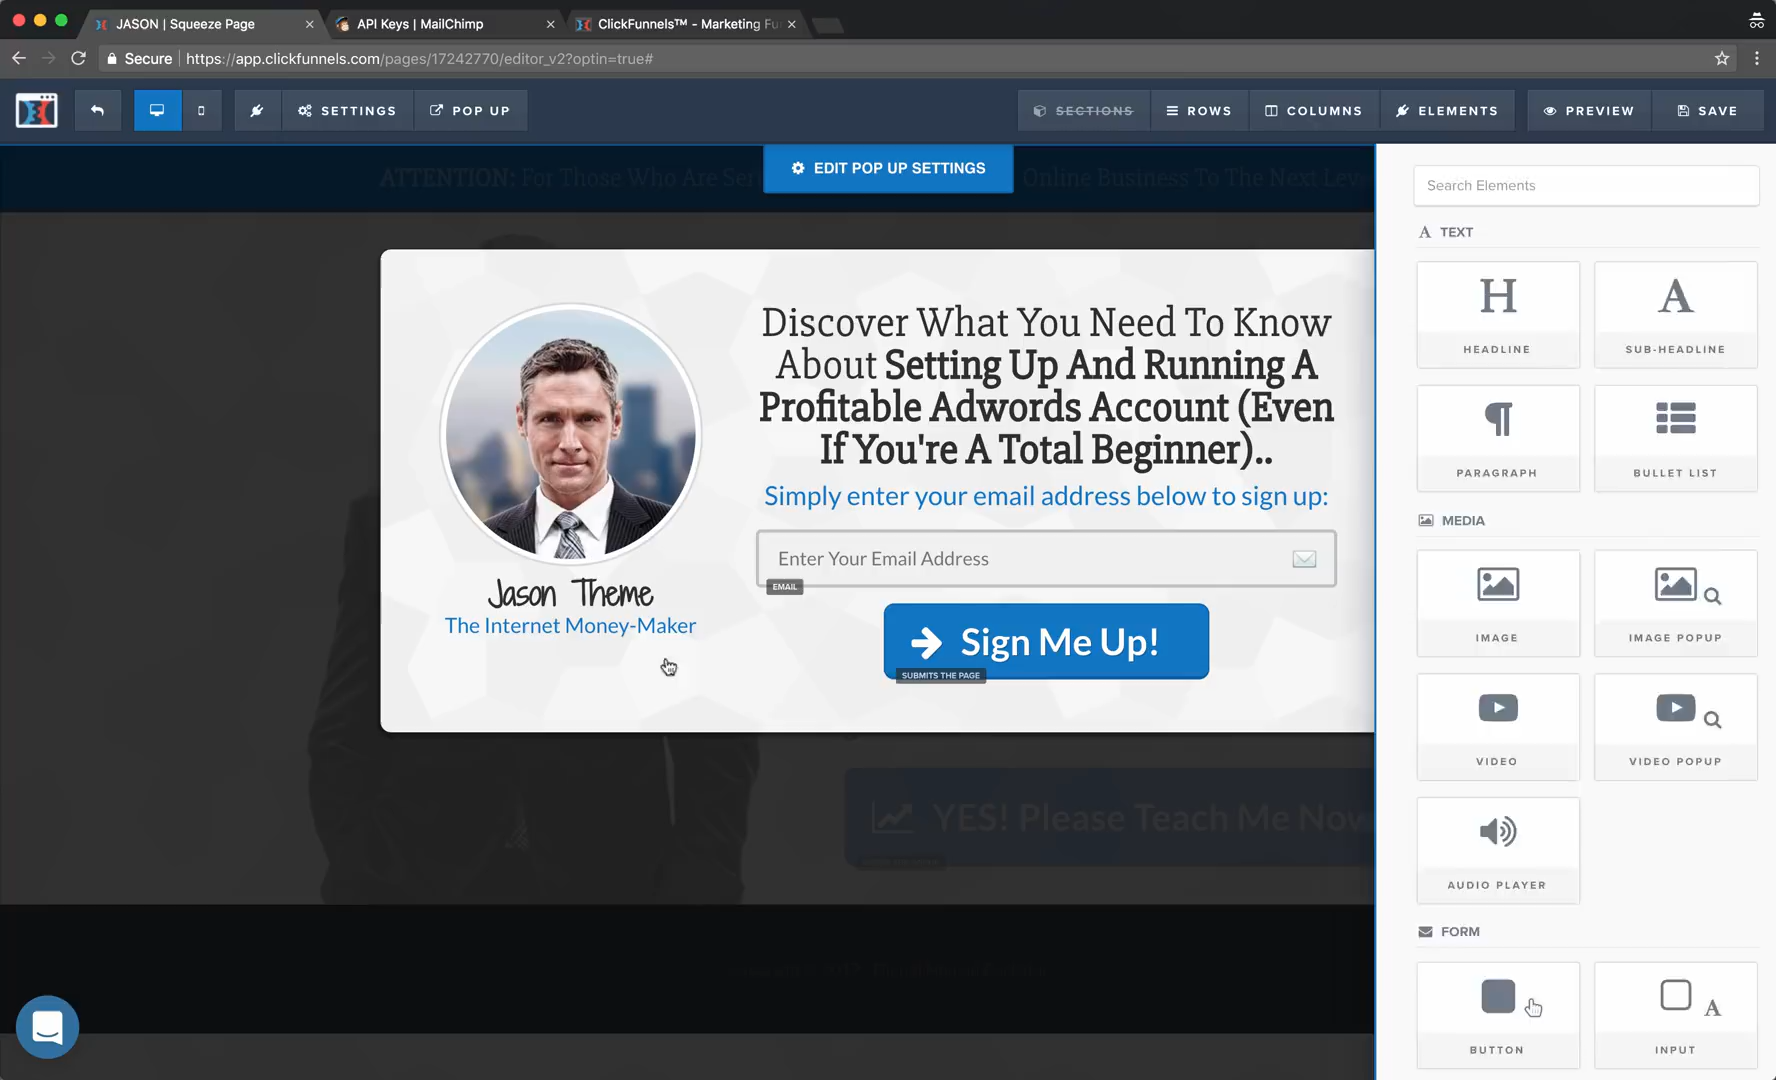 JASON | Squeeze Page
API Keys | MailChimp
ClickFunnels™ - Marketing Fu
Secure
https://app.clickfunnels.com/pages/17242770/editor_v2?optin=true#
SETTINGS
POP UP
SECTIONS
ROWS
COLUMNS
ELEMENTS
PREVIEW
SAVE
EDIT POP UP SETTINGS
ATTENTION: For Those Who Are Online Business To The Next
Discover What You Need To Know
About Setting Up And Running A
Profitable Adwords Account (Even
If You're A Total Beginner)..
Simply enter your email address below to sign up:
Enter Your Email Address
EMAIL
Sign Me Up!
SUBMITS THE PAGE
Jason Theme
The Internet Money-Maker
YES! Please Teach Me Now
Search Elements
TEXT
HEADLINE
SUB-HEADLINE
PARAGRAPH
BULLET LIST
MEDIA
IMAGE
IMAGE POPUP
VIDEO
VIDEO POPUP
AUDIO PLAYER
FORM
BUTTON
INPUT